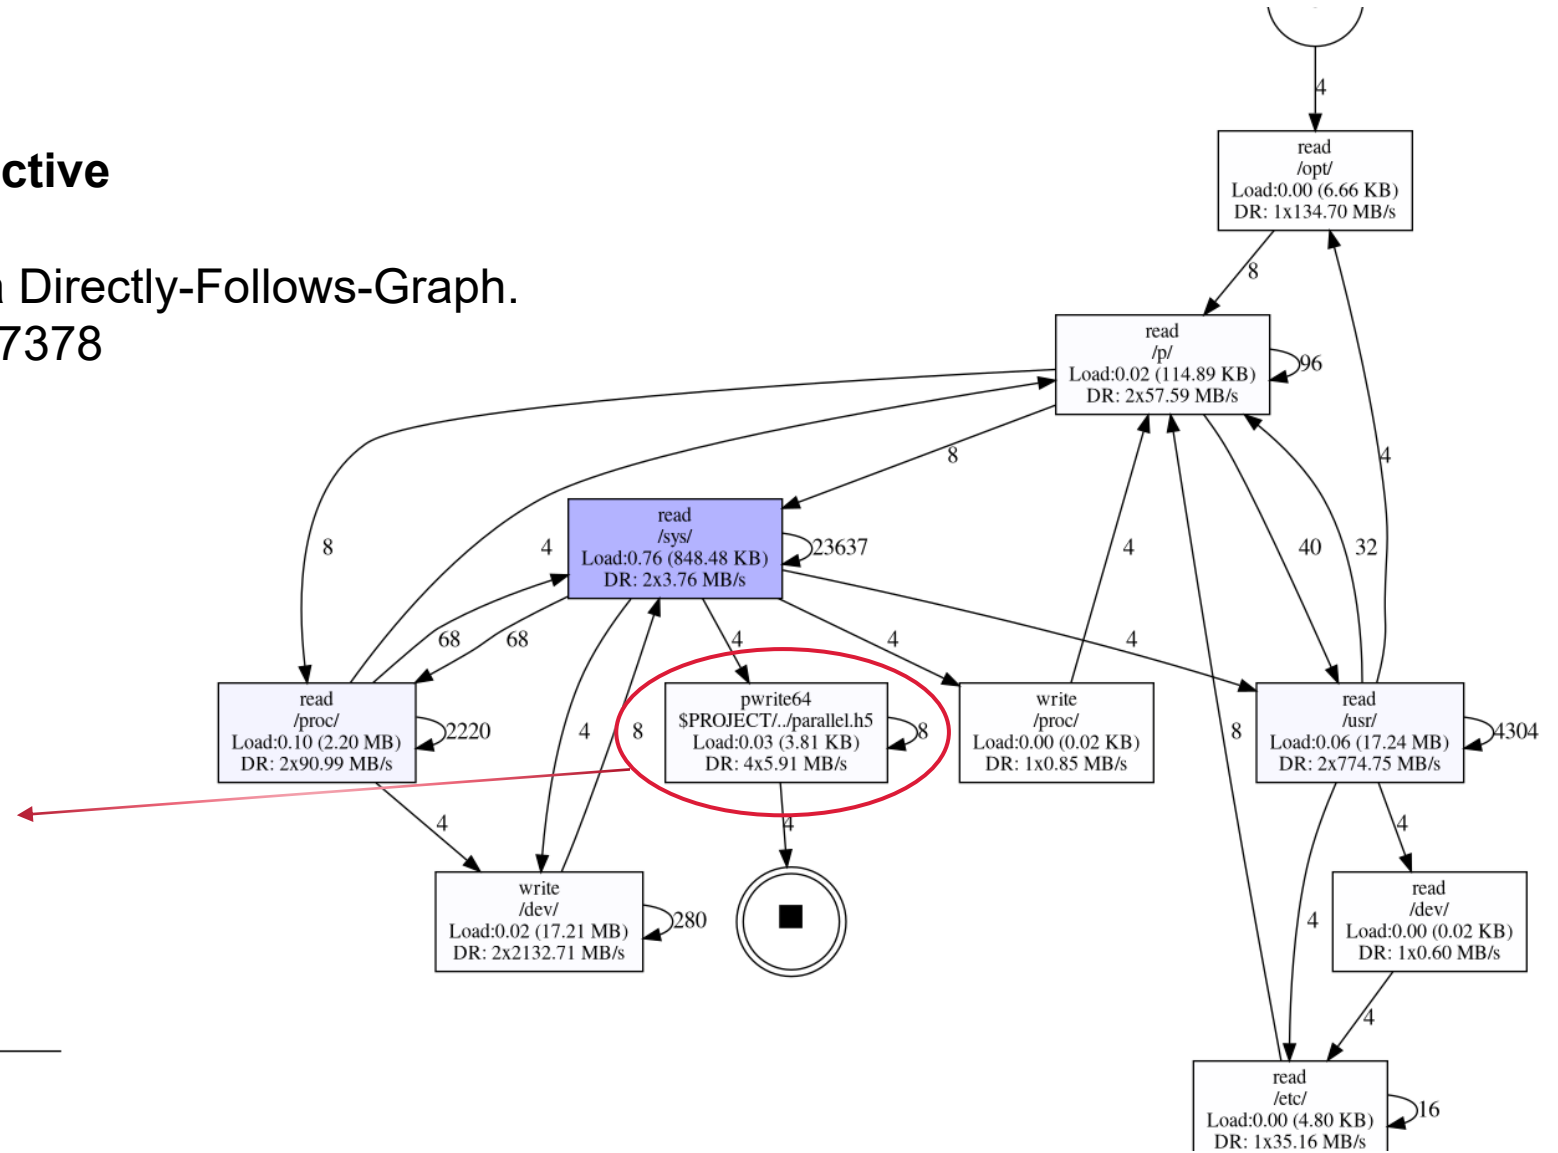 4
read
/opt/
Load:0.00 (6.66 KB)
DR: 1x134.70 MB/s
ctive
a Directly-Follows-Graph.
7378
8
read
/p/
Load:0.02 (114.89 KB)
DR: 2x57.59 MB/s
96
8
4
8
4
40
32
4
read
/sys/
Load:0.76 (848.48 KB)
DR: 2x3.76 MB/s
23637
68
68
4
4
4
4
8
8
read
/proc/
Load:0.10 (2.20 MB)
DR: 2x90.99 MB/s
2220
pwrite64
$PROJECT/../parallel.h5
Load:0.03 (3.81 KB)
DR: 4x5.91 MB/s
8
write
/proc/
Load:0.00 (0.02 KB)
DR: 1x0.85 MB/s
read
/usr/
Load:0.06 (17.24 MB)
DR: 2x774.75 MB/s
4304
4
4
4
write
/dev/
Load:0.02 (17.21 MB)
DR: 2x2132.71 MB/s
280
4
read
/dev/
Load:0.00 (0.02 KB)
DR: 1x0.60 MB/s
4
read
/etc/
Load:0.00 (4.80 KB)
DR: 1x35.16 MB/s
16